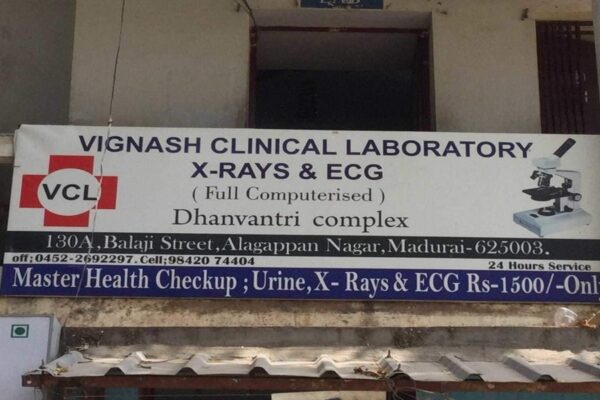 VIGNASH CLINICAL LABORATORY
X-RAYS & ECG
VCL
( Full Computerised )
Dhanvantri complex
130A,Balaji Street,Alagappan Nagar,Madurai-625003.
off; 0452-2692297. Cell; 98420 74404
24 Hours Service
Master Health Checkup ; Urine, X- Rays & ECG Rs-1500/-Only